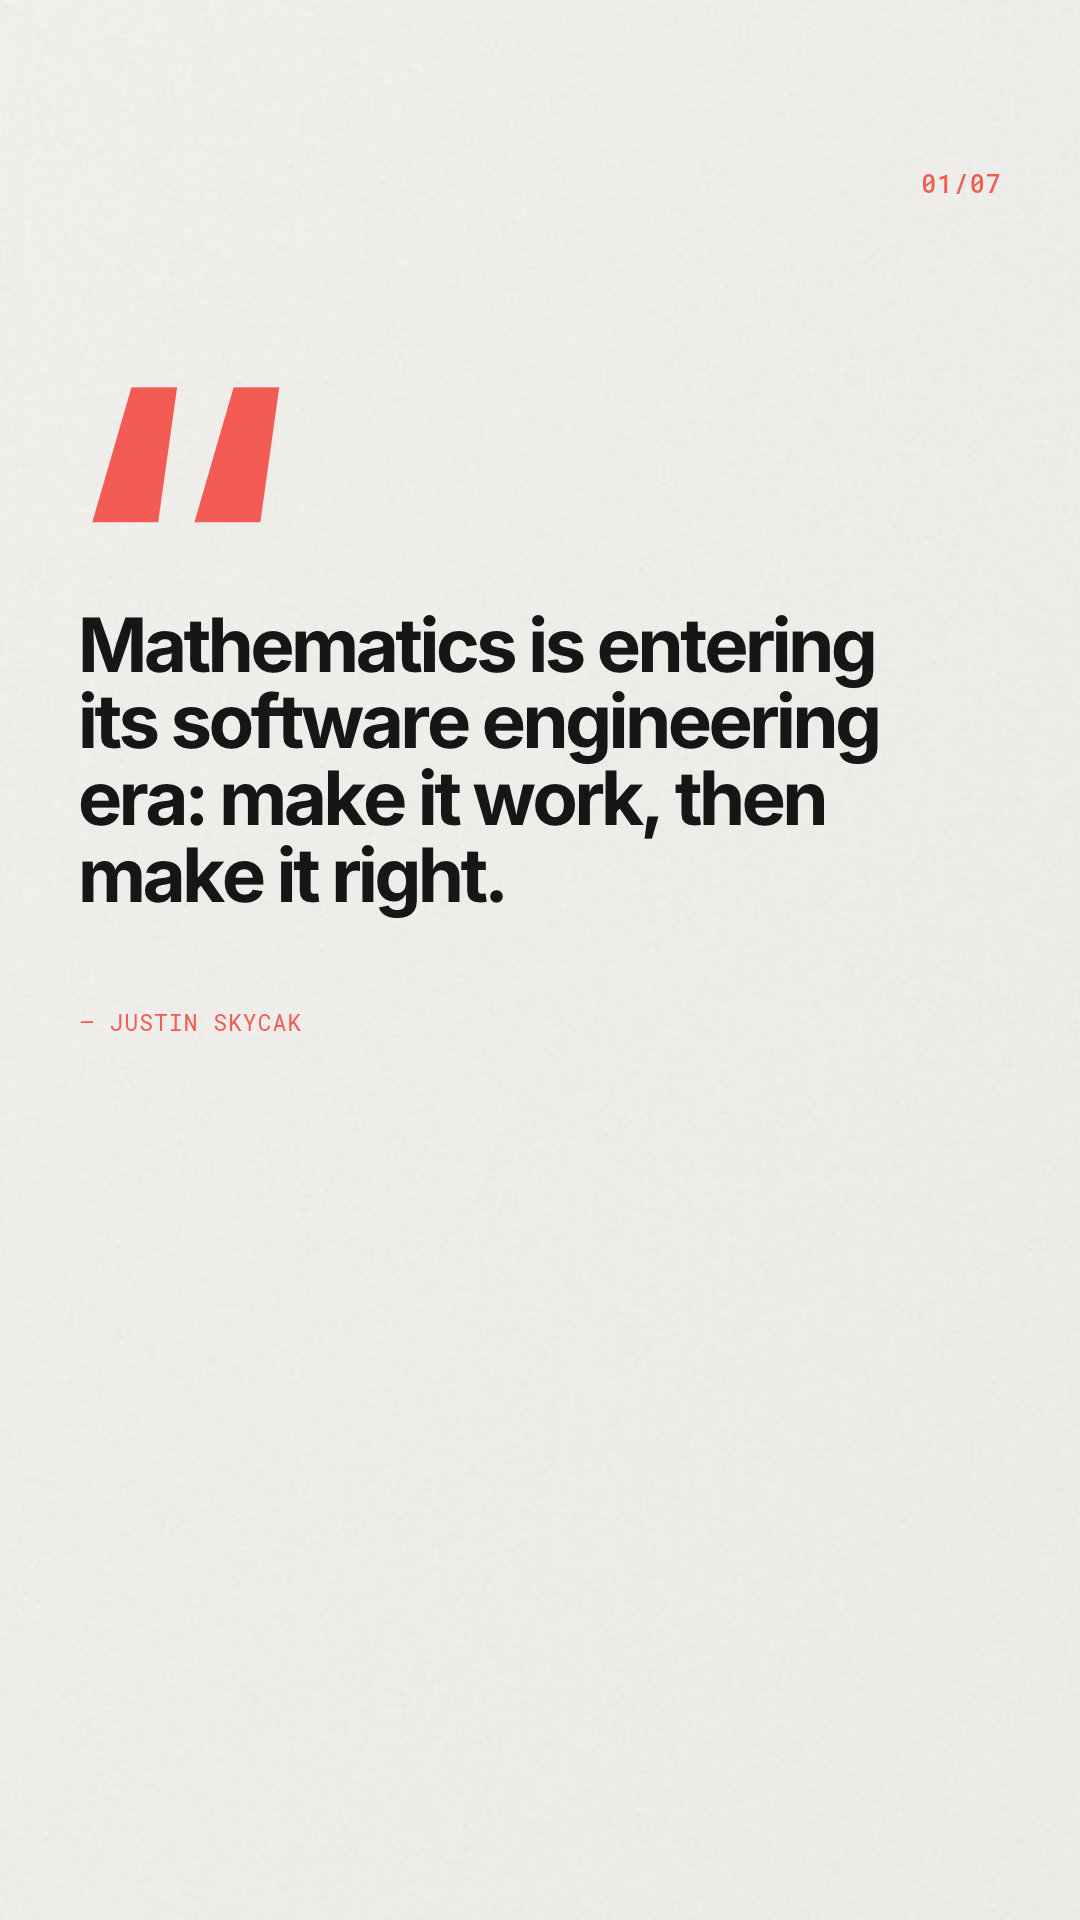 01/07
“
Mathematics is entering
its software engineering
era: make it work, then
make it right.
— JUSTIN SKYCAK